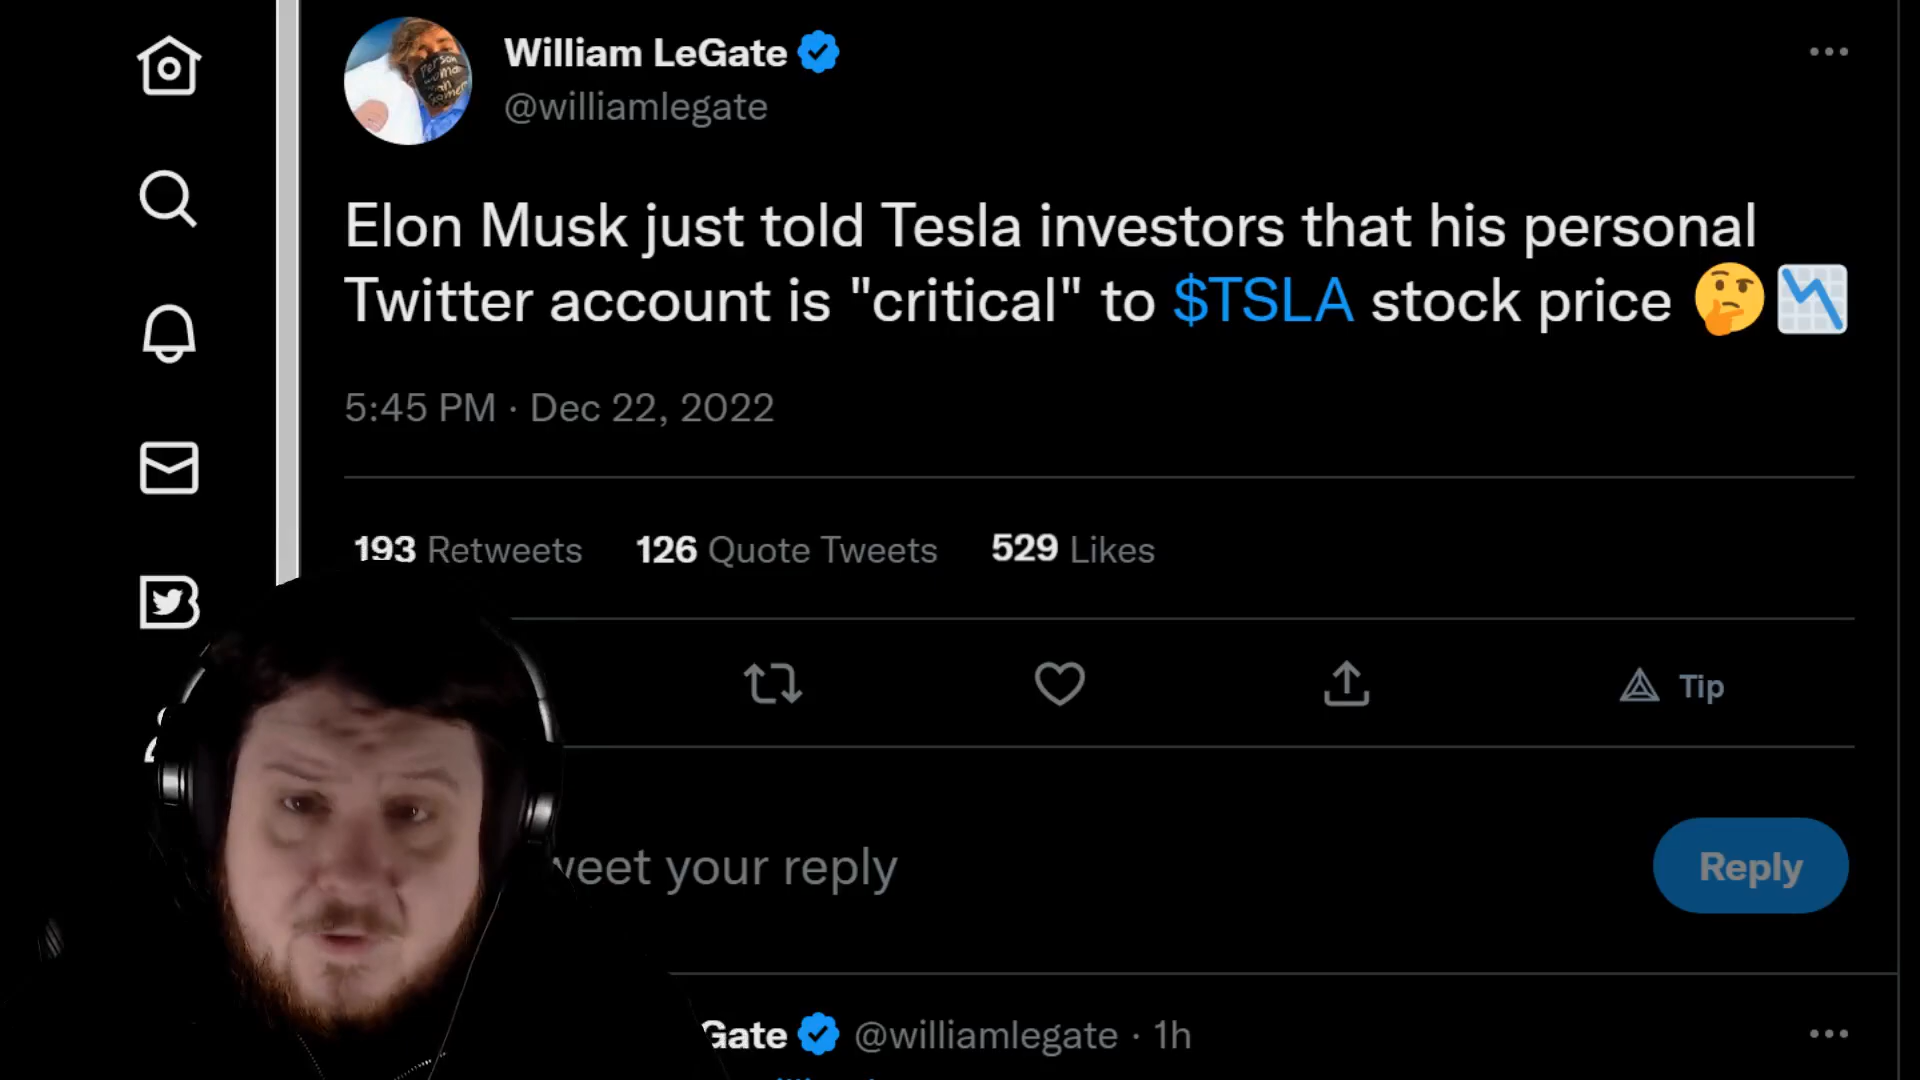 William LeGate
@williamlegate
Elon Musk just told Tesla investors that his personal
Twitter account is "critical" to $TSLA stock price 🤔📉
5:45 PM · Dec 22, 2022
193 Retweets 126 Quote Tweets 529 Likes
Tip
weet your reply
Reply
Gate @williamlegate · 1h